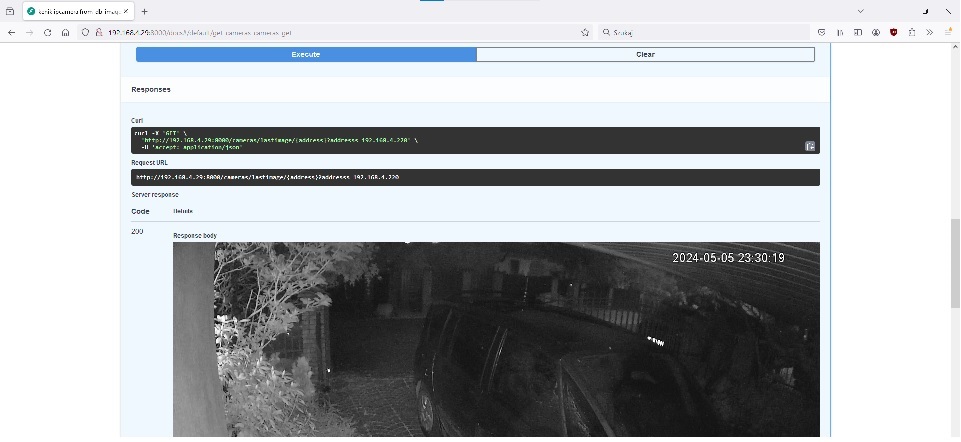 192.168.4.29:8000/docs#/default/get_cameras_cameras_get
Szukaj
Execute
Clear
Responses
Curl
curl -X 'GET' \
'http://192.168.4.29:8000/cameras/lastimage/{address}?addresss 192.168.4.220' \
-H 'accept: application/json'
Request URL
http://192.168.4.29:8000/cameras/lastimage/{address}?addresss 192.168.4.220
Server response
Code
Details
200
Response body
2024-05-05 23:30:19